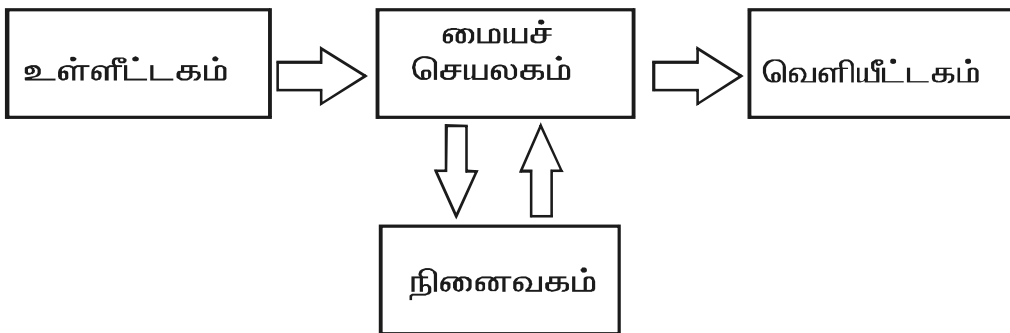 உள்ளீட்டகம்
மையச்
செயலகம்
வெளியீட்டகம்
நினைவகம்